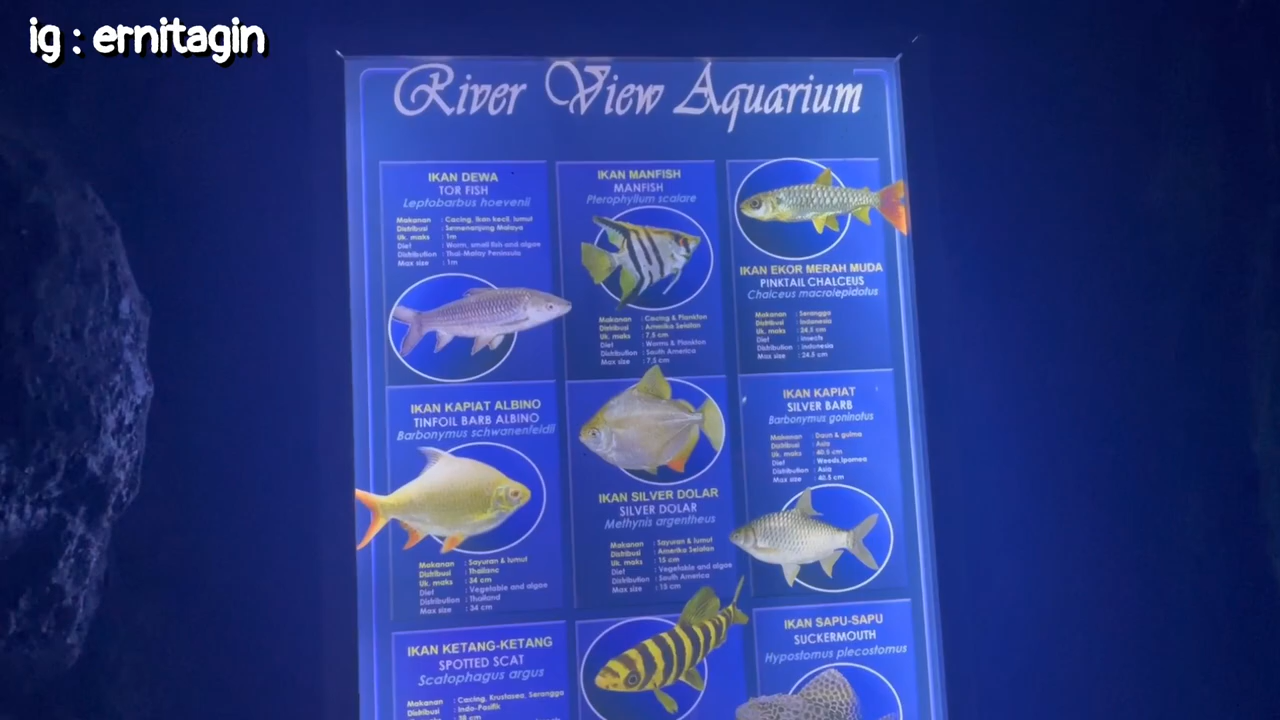 ig : ernitagin
River View Aquarium
IKAN DEWA
TOR FISH
Leptobarbus hoevenii
Makanan : Cacing, Ikan kecil, lumut
Distribusi : Semenanjung Malaya
Uk. maks : 1m
Diet : Worm, small fish and algae
Distribution : Thai-Malay Peninsula
Max size : 1m
IKAN MANFISH
MANFISH
Pterophyllum scalare
Makanan : Cacing & Plankton
Distribusi : Amerika Selatan
Uk. maks : 7,5 cm
Diet : Worms & Plankton
Distribution : South America
Max size : 7,5 cm
IKAN EKOR MERAH MUDA
PINKTAIL CHALCEUS
Chalceus macrolepidotus
Makanan : Serangga
Distribusi : Indonesia
Uk. maks : 24.5 cm
Diet : Insects
Distribution : Indonesia
Max size : 24.5 cm
IKAN KAPIAT ALBINO
TINFOIL BARB ALBINO
Barbonymus schwanenfeldii
Makanan : Sayuran & lumut
Distribusi : Thailand
Uk. maks : 34 cm
Diet : Vegetable and algae
Distribution : Thailand
Max size : 34 cm
IKAN SILVER DOLAR
SILVER DOLAR
Methynis argentheus
Makanan : Sayuran & lumut
Distribusi : Amerika Selatan
Uk. maks : 15 cm
Diet : Vegetable and algae
Distribution : South America
Max size : 15 cm
IKAN KAPIAT
SILVER BARB
Barbonymus goninotus
Makanan : Daun & gulma
Distribusi : Asia
Uk. maks : 40.5 cm
Diet : Weeds, Ipomea
Distribution : Asia
Max size : 40.5 cm
IKAN KETANG-KETANG
SPOTTED SCAT
Scatophagus argus
Makanan : Cacing, Krustasea, Serangga
Distribusi : Indo-Pasifik
Uk. maks : 38 cm
IKAN SAPU-SAPU
SUCKERMOUTH
Hypostomus plecostomus